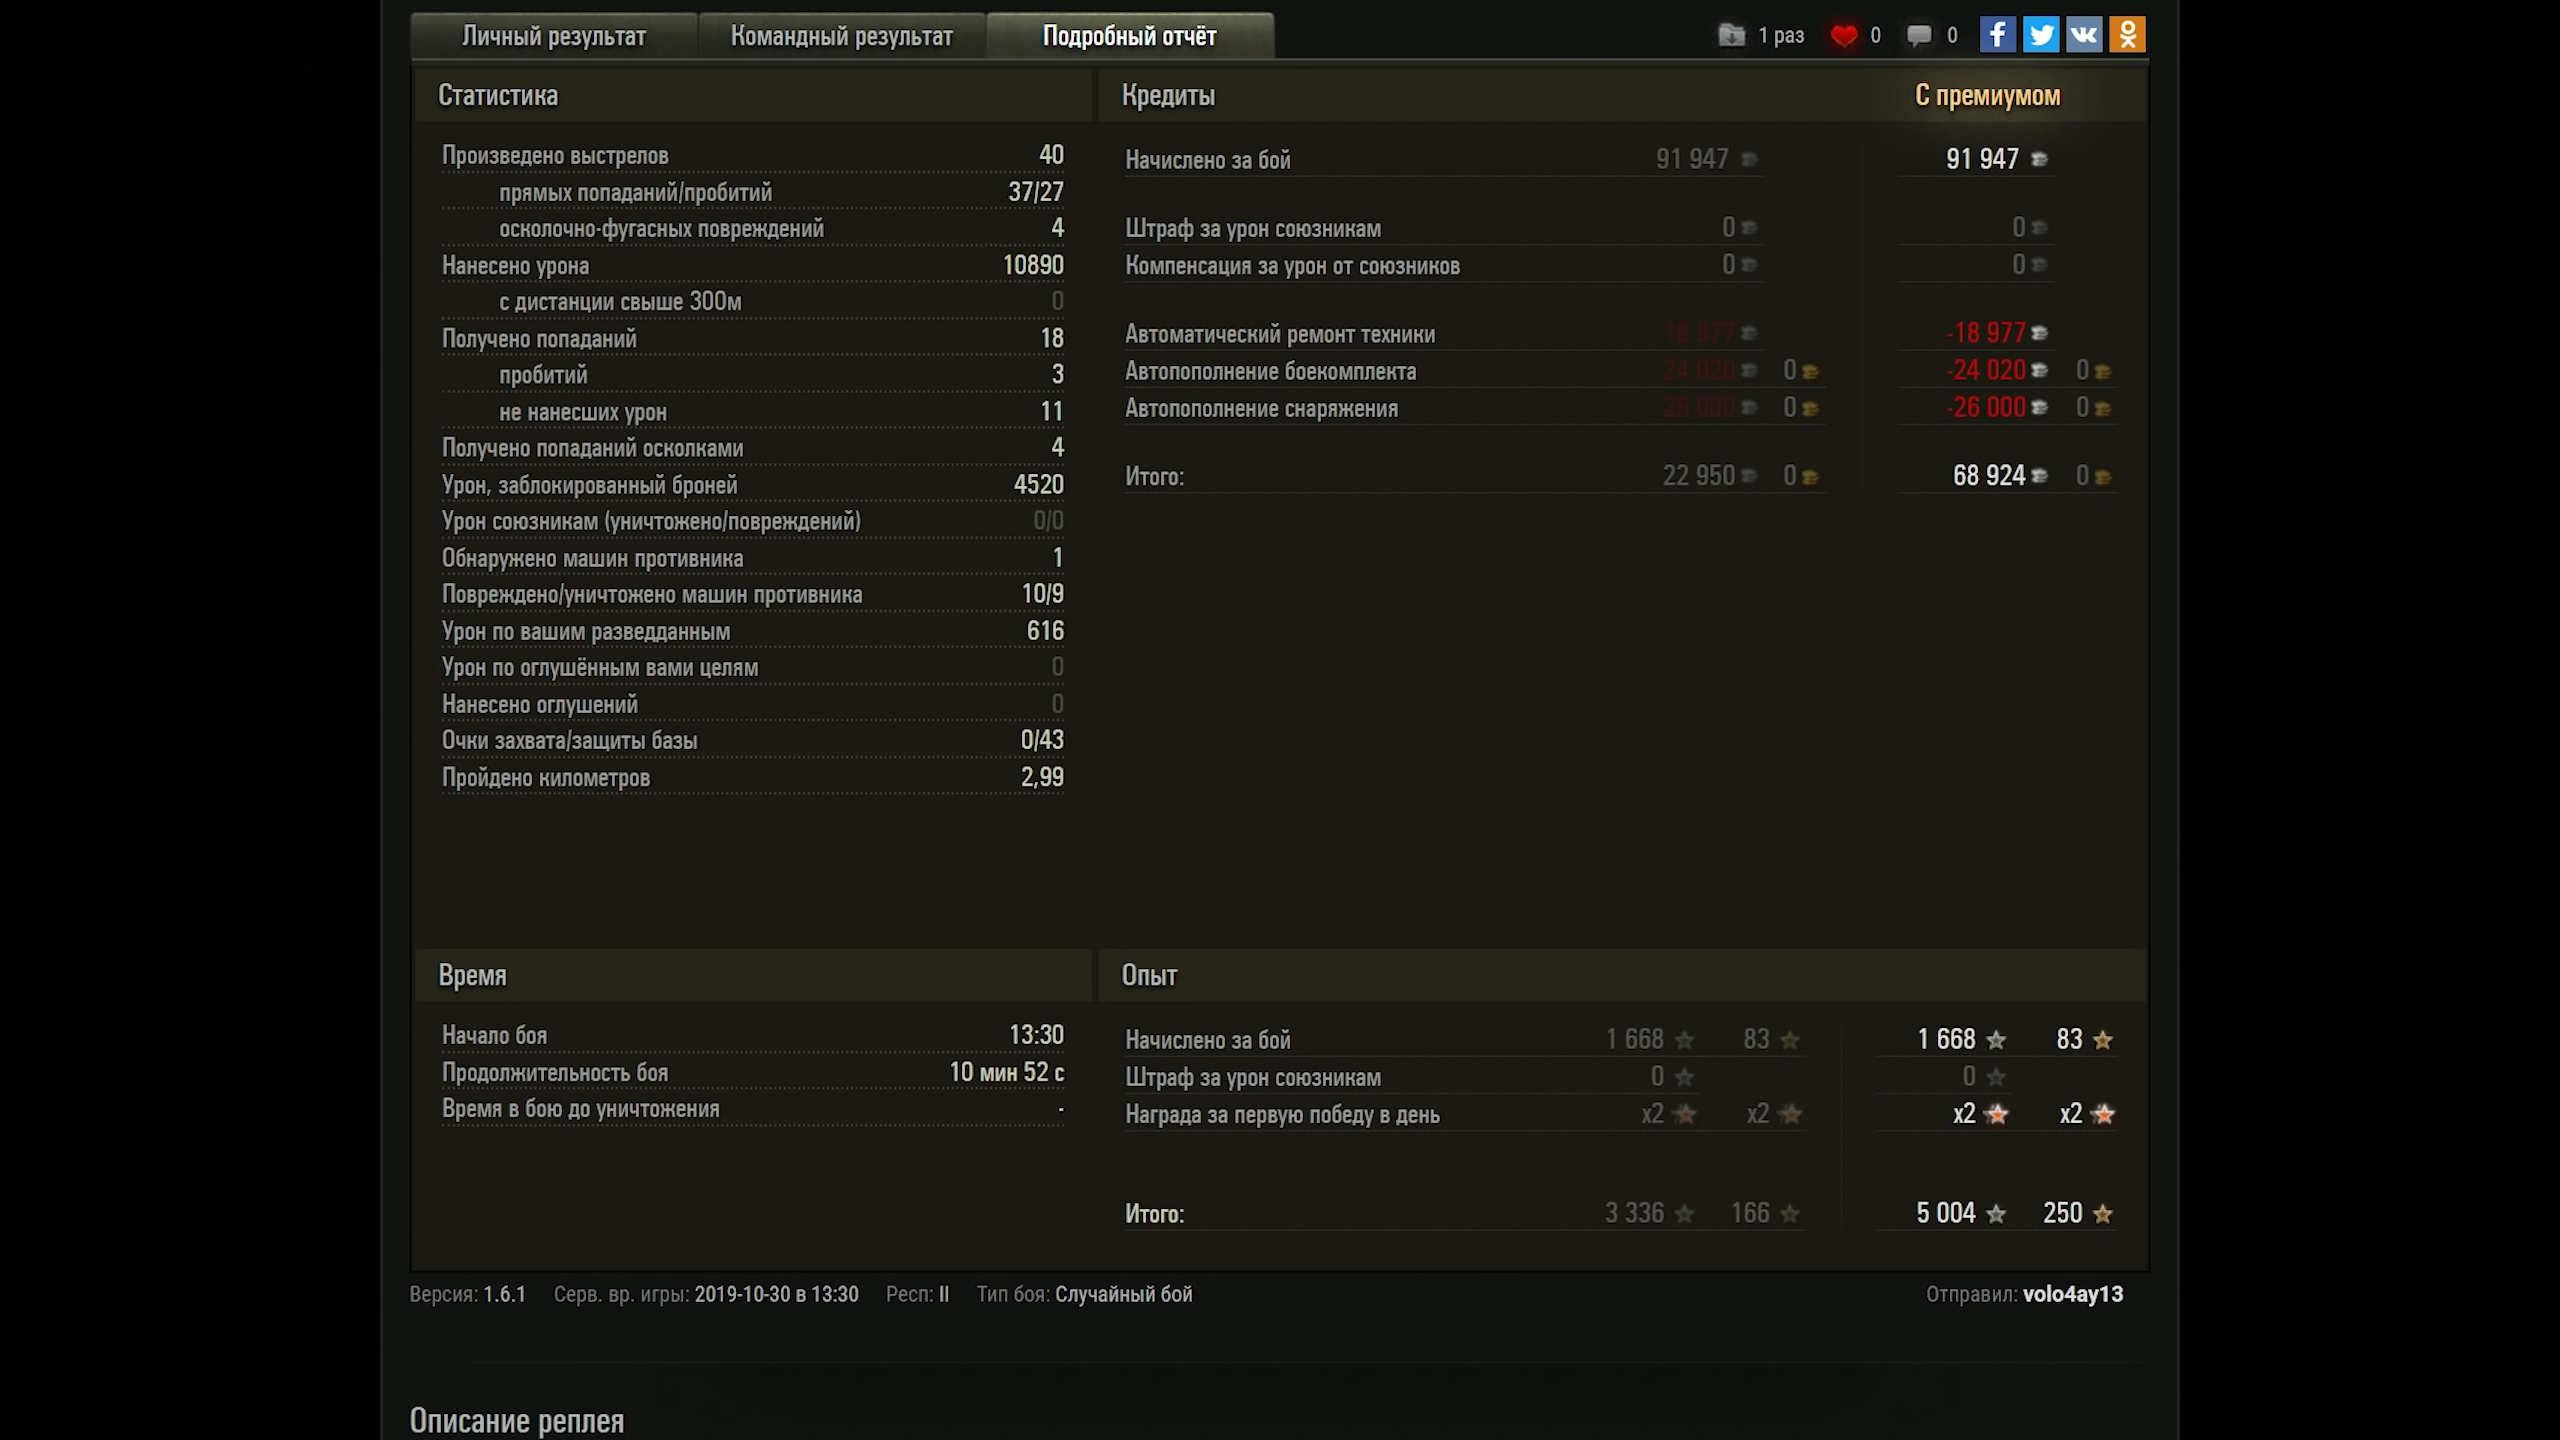 Личный результат Командный результат Подробный отчёт 1 раз 0 0
Статистика
Произведено выстрелов 40
прямых попаданий/пробитий 37/27
осколочно-фугасных повреждений 4
Нанесено урона 10890
с дистанции свыше 300м 0
Получено попаданий 18
пробитий 3
не нанесших урон 11
Получено попаданий осколками 4
Урон, заблокированный броней 4520
Урон союзникам (уничтожено/повреждений) 0/0
Обнаружено машин противника 1
Повреждено/уничтожено машин противника 10/9
Урон по вашим разведданным 616
Урон по оглушённым вами целям 0
Нанесено оглушений 0
Очки захвата/защиты базы 0/43
Пройдено километров 2,99
Кредиты С премиумом
Начислено за бой 91 947 91 947
Штраф за урон союзникам 0 0
Компенсация за урон от союзников 0 0
Автоматический ремонт техники -18 977 -18 977
Автопополнение боекомплекта -24 020 0 -24 020 0
Автопополнение снаряжения -26 000 0 -26 000 0
Итого: 22 950 0 68 924 0
Время
Начало боя 13:30
Продолжительность боя 10 мин 52 с
Время в бою до уничтожения -
Опыт
Начислено за бой 1 668 83 1 668 83
Штраф за урон союзникам 0 0
Награда за первую победу в день x2 x2 x2 x2
Итого: 3 336 166 5 004 250
Версия: 1.6.1 Серв. вр. игры: 2019-10-30 в 13:30 Респ: II Тип боя: Случайный бой Отправил: volo4ay13
Описание реплея